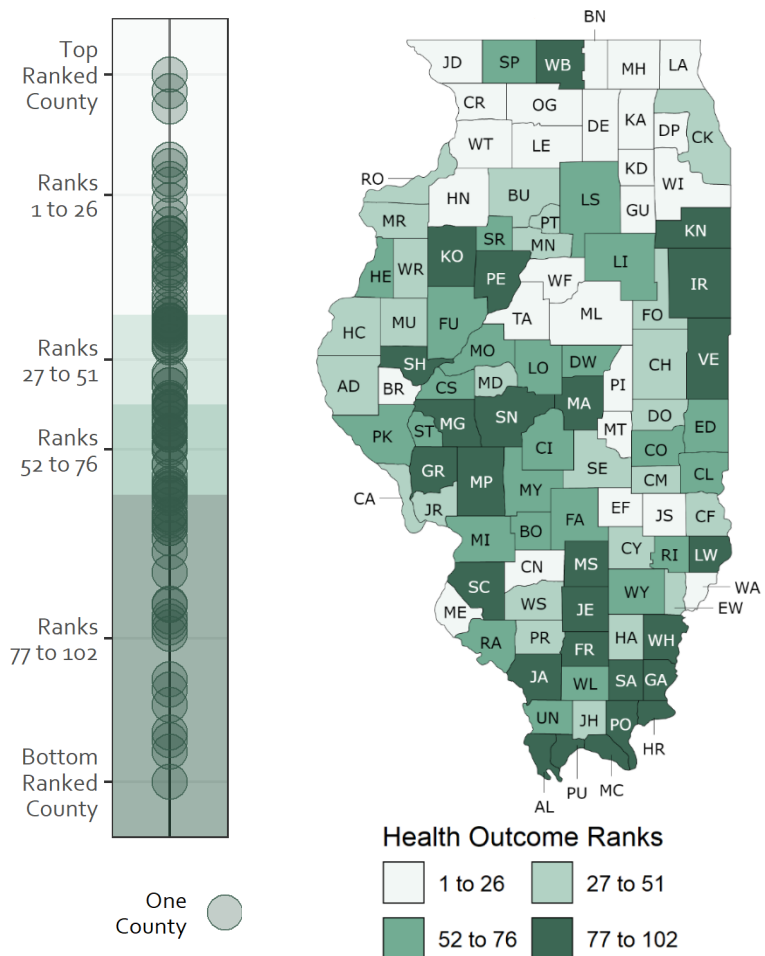 Top
Ranked
County
Ranks
1 to 26
Ranks
27 to 51
Ranks
52 to 76
Ranks
77 to 102
Bottom
Ranked
County
One
County
BN
JD
SP
WB
MH
LA
CR
OG
DE
KA
DP
CK
WT
LE
KD
WI
RO
HN
BU
LS
GU
MR
PT
KN
SR
MN
HE
WR
KO
PE
LI
IR
WF
TA
ML
FO
HC
MU
FU
MO
LO
DW
CH
VE
SH
AD
BR
CS
MD
PI
MA
DO
PK
ST
MG
SN
CI
MT
CO
ED
GR
MP
SE
CM
CL
CA
JR
MY
EF
JS
CF
MI
BO
FA
CY
RI
LW
SC
CN
MS
WA
ME
WS
JE
WY
EW
RA
PR
FR
HA
WH
JA
WL
SA
GA
UN
JH
PO
HR
AL
PU
MC
Health Outcome Ranks
1 to 26
27 to 51
52 to 76
77 to 102